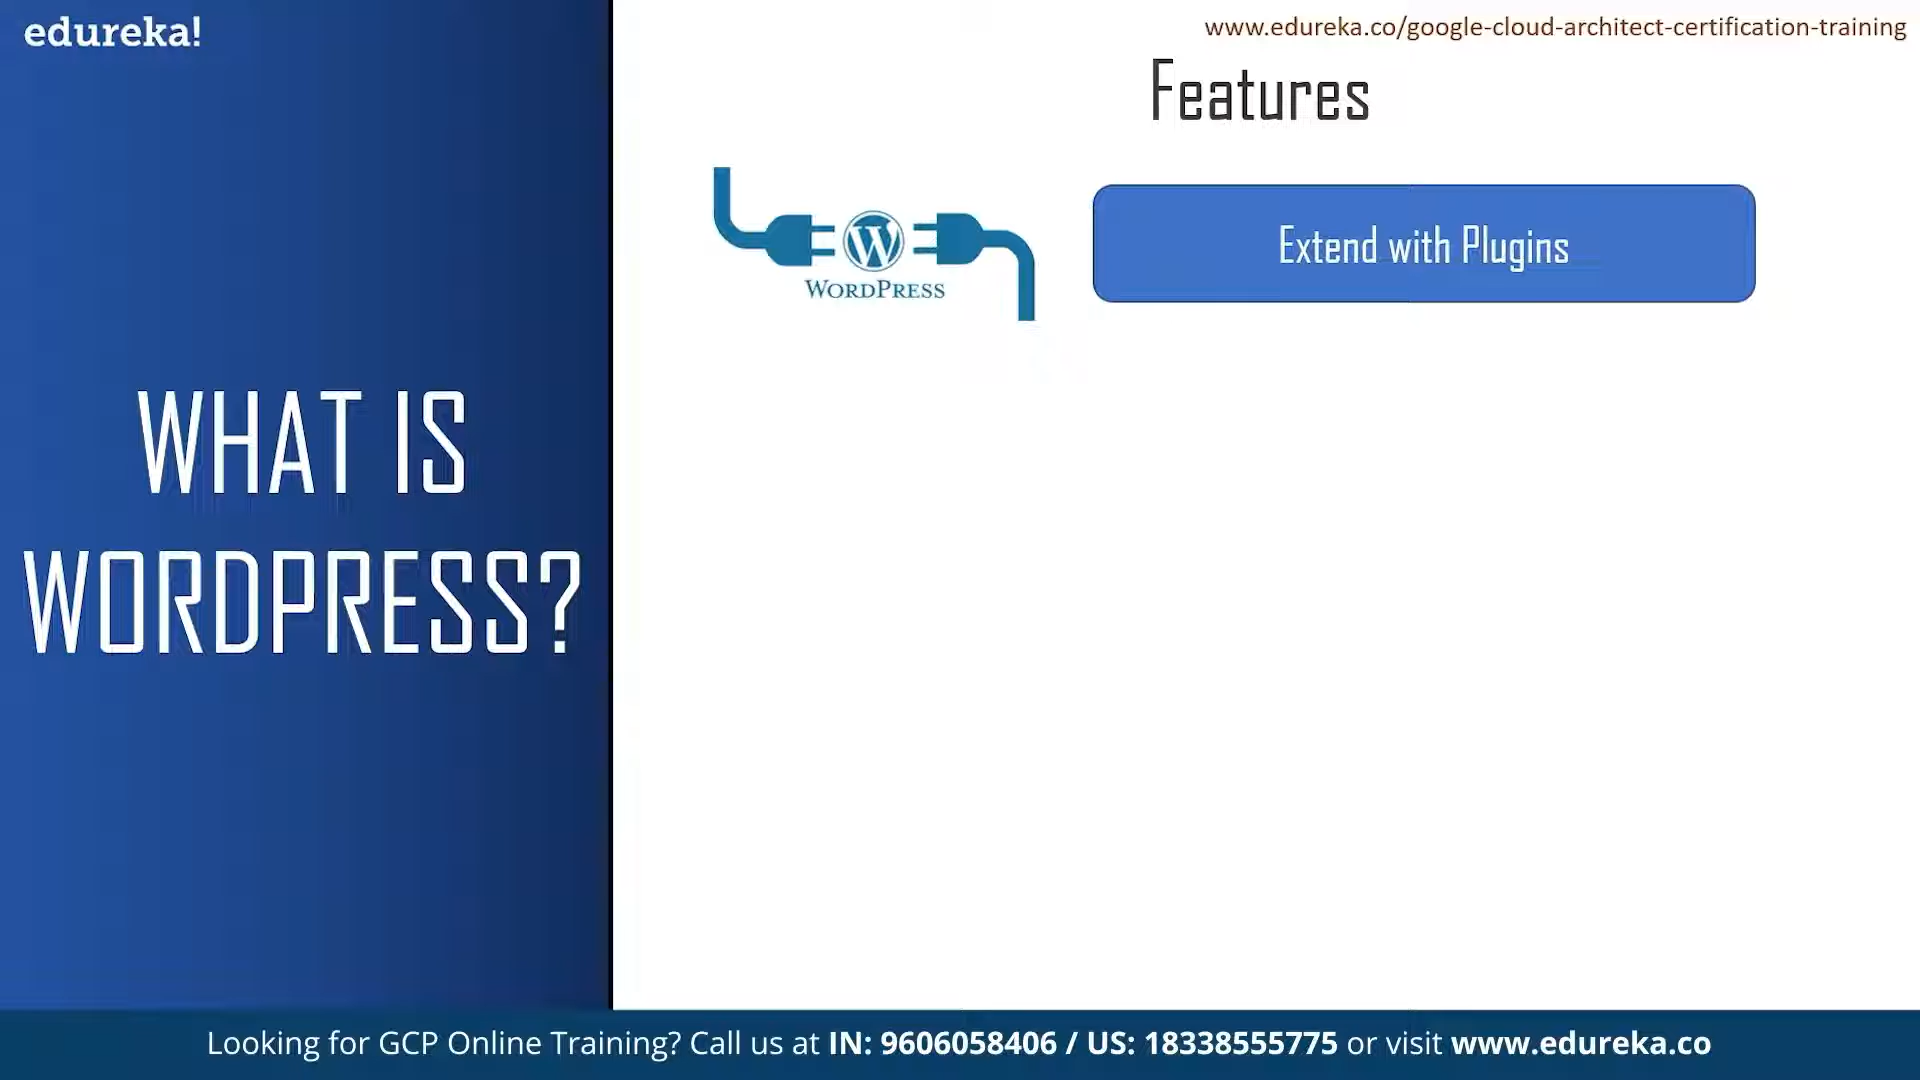 edureka!
www.edureka.co/google-cloud-architect-certification-training
Features
WORDPRESS
Extend with Plugins
WHAT IS
WORDPRESS?
Looking for GCP Online Training? Call us at IN: 9606058406 / US: 18338555775 or visit www.edureka.co